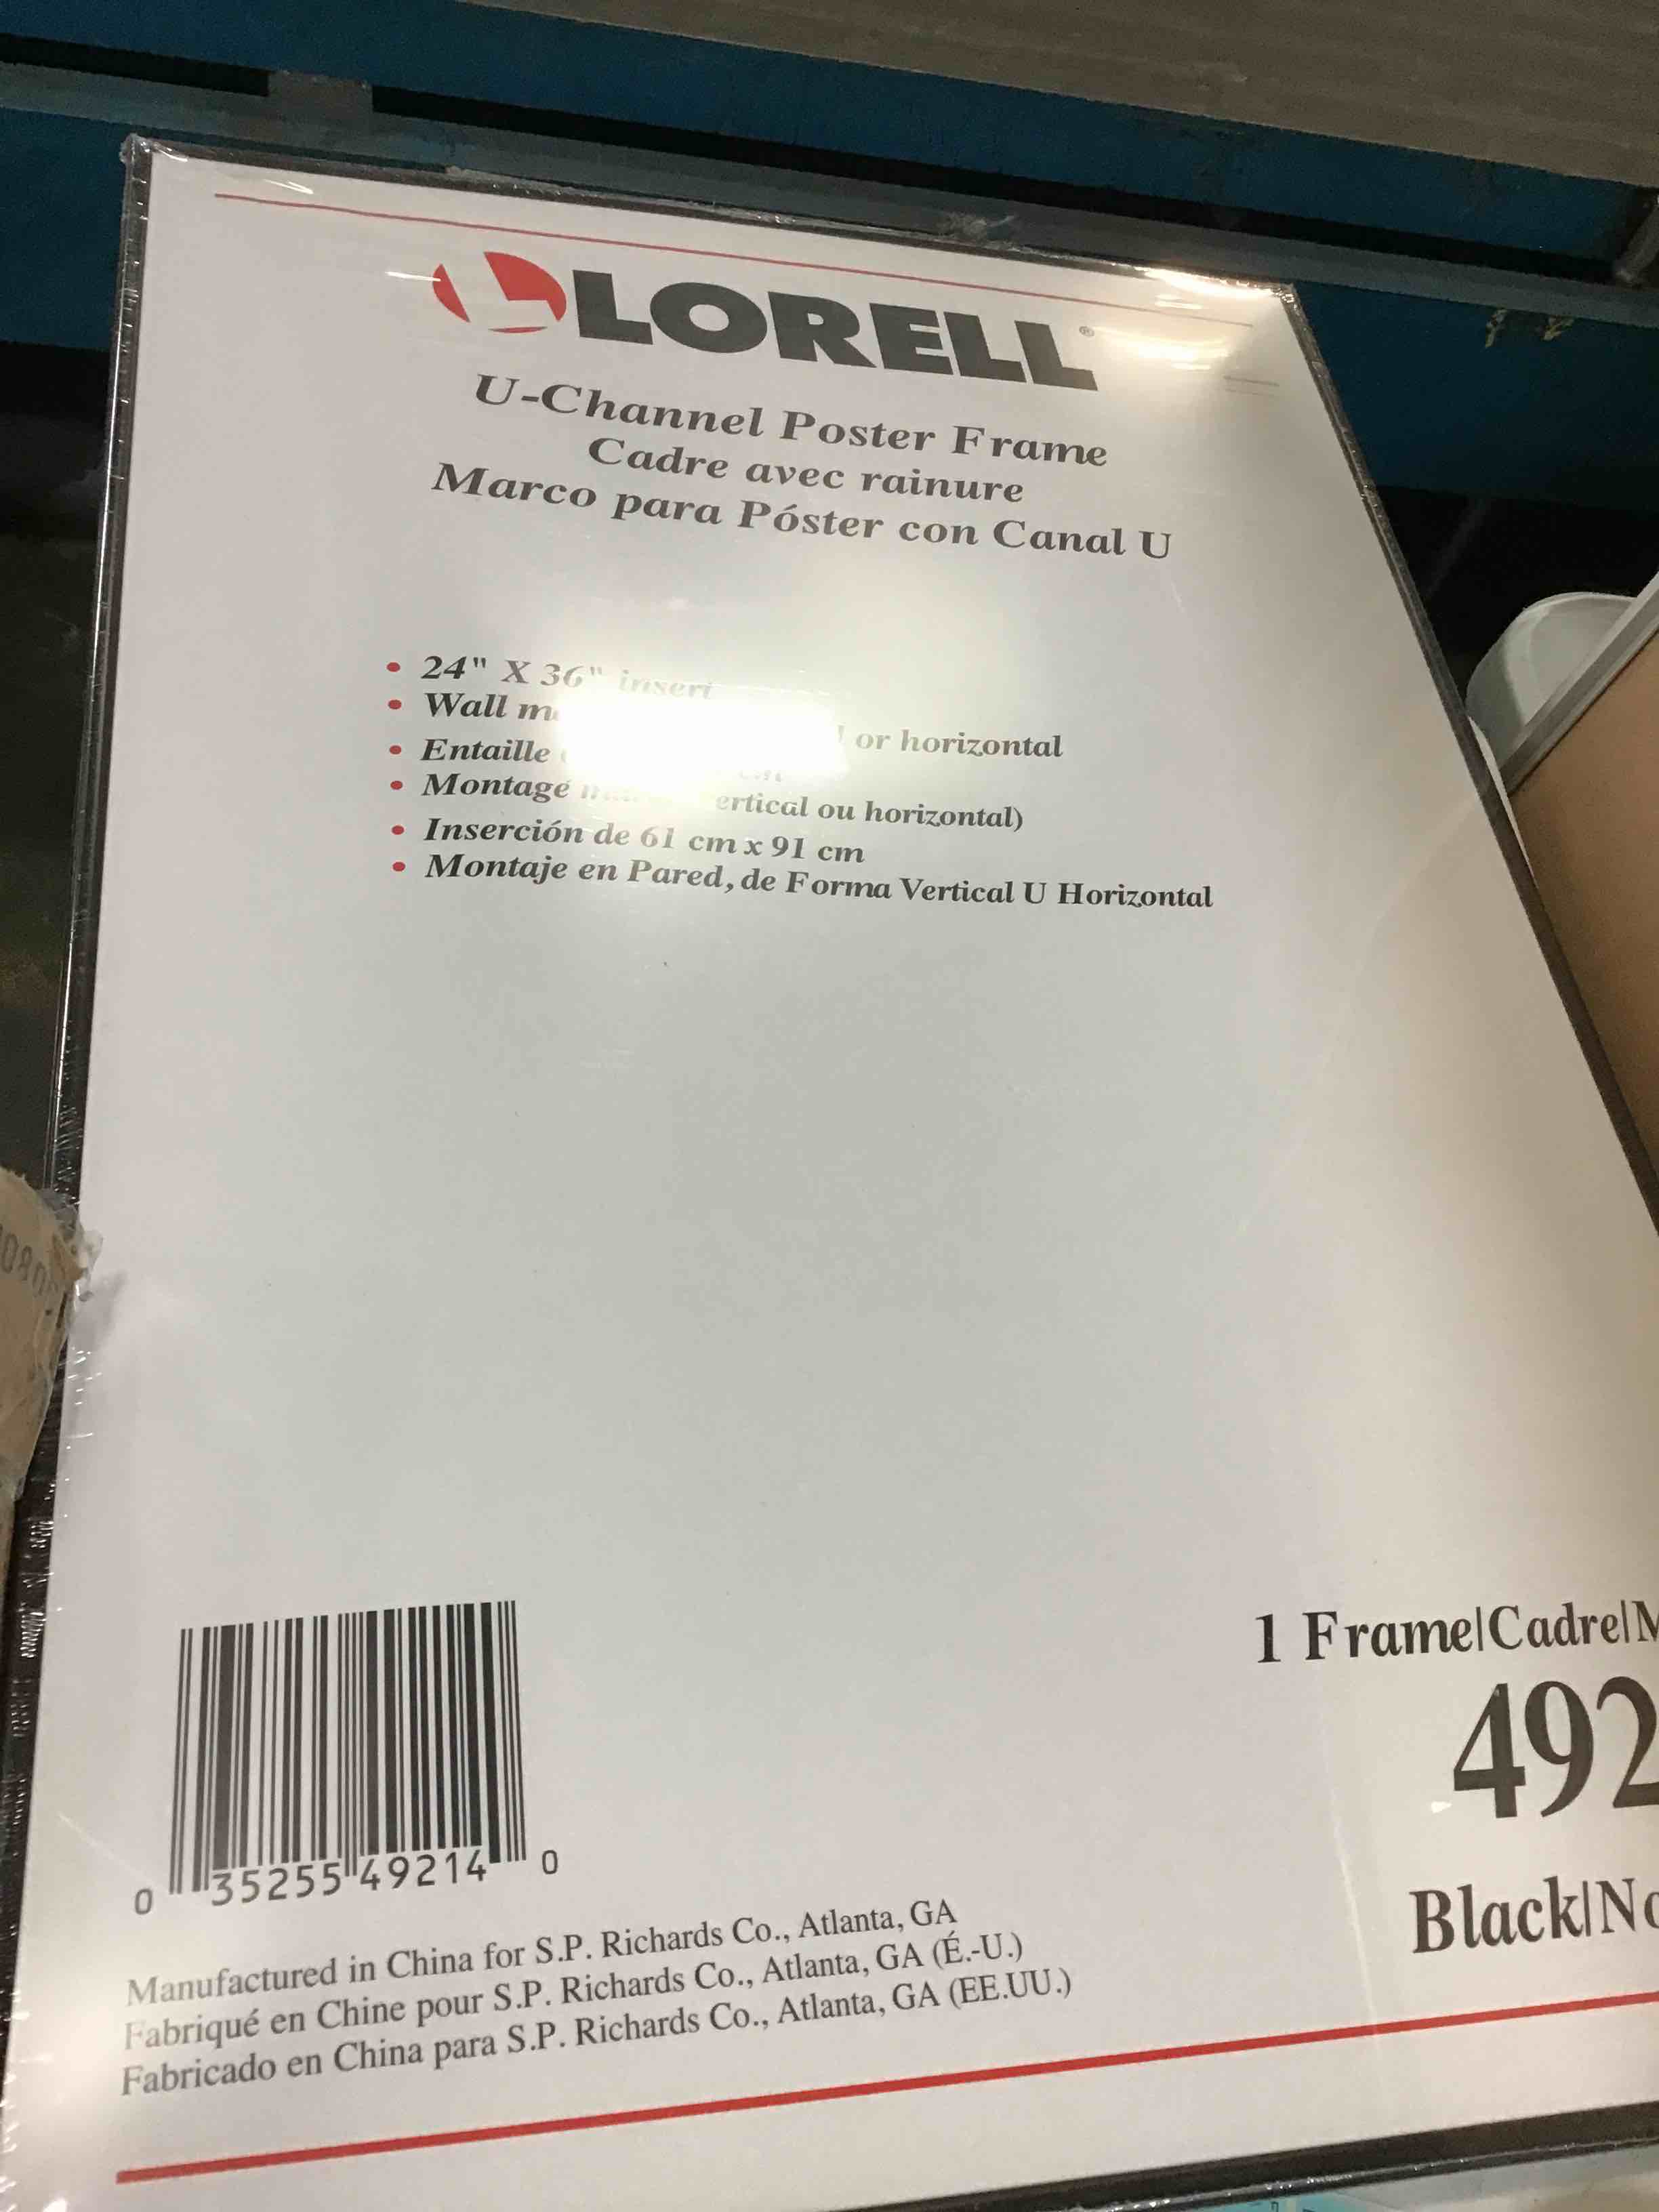 LORELL®
U-Channel Poster Frame
Cadre avec rainure
Marco para Póster con Canal U
• 24" X 36" insert
• Wall or horizontal
• Entaille
• Montage ou horizontal)
• Inserción de 61 cm x 91 cm
• Montaje en Pared, de Forma Vertical U Horizontal
1 Frame|Cadre|
492
Black|
0 35255 49214 0
Manufactured in China for S.P. Richards Co., Atlanta, GA
Fabriqué en Chine pour S.P. Richards Co., Atlanta, GA (É.-U.)
Fabricado en China para S.P. Richards Co., Atlanta, GA (EE.UU.)